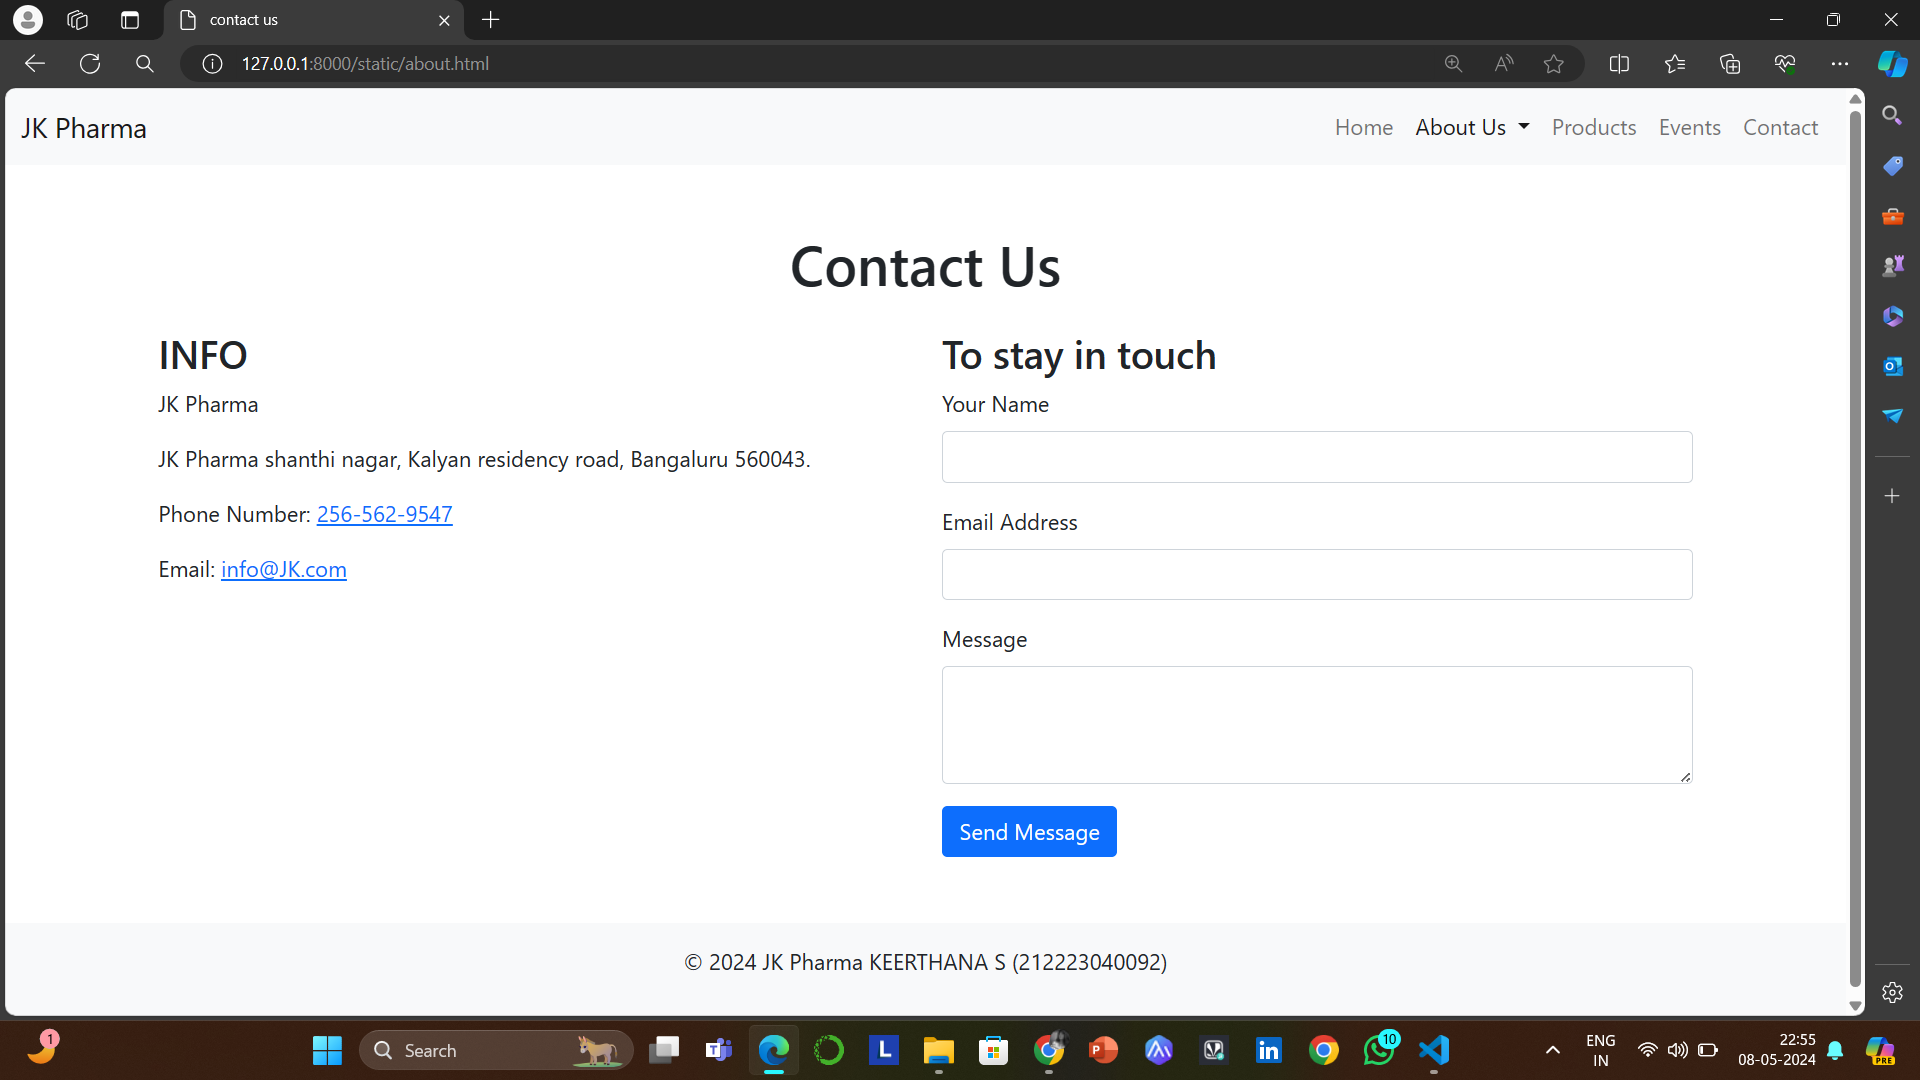 contact us
127.0.0.1:8000/static/about.html
JK Pharma
Home About Us Products Events Contact
Contact Us
INFO
JK Pharma
JK Pharma shanthi nagar, Kalyan residency road, Bangaluru 560043.
Phone Number: 256-562-9547
Email: info@JK.com
To stay in touch
Your Name
Email Address
Message
Send Message
© 2024 JK Pharma KEERTHANA S (212223040092)
1
Search
L
10
ENG
IN
22:55
08-05-2024
PRE